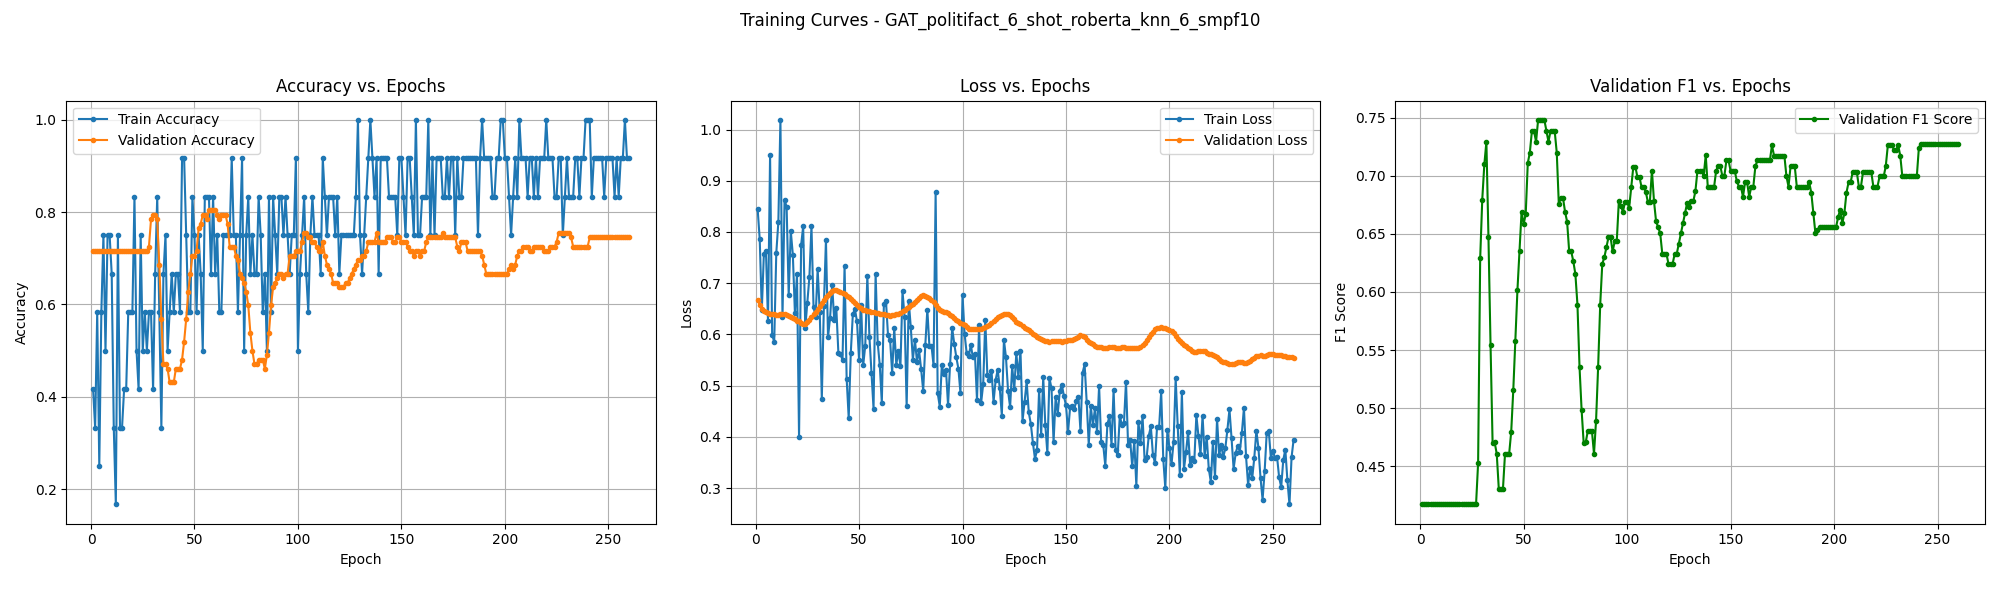 Training Curves - GAT_politifact_6_shot_roberta_knn_6_smpf10
Accuracy vs. Epochs
Train Accuracy
Validation Accuracy
1.0
0.8
0.6
0.4
0.2
Accuracy
0 50 100 150 200 250
Epoch
Loss vs. Epochs
Train Loss
Validation Loss
1.0
0.9
0.8
0.7
0.6
0.5
0.4
0.3
Loss
0 50 100 150 200 250
Epoch
Validation F1 vs. Epochs
Validation F1 Score
0.75
0.70
0.65
0.60
0.55
0.50
0.45
F1 Score
0 50 100 150 200 250
Epoch